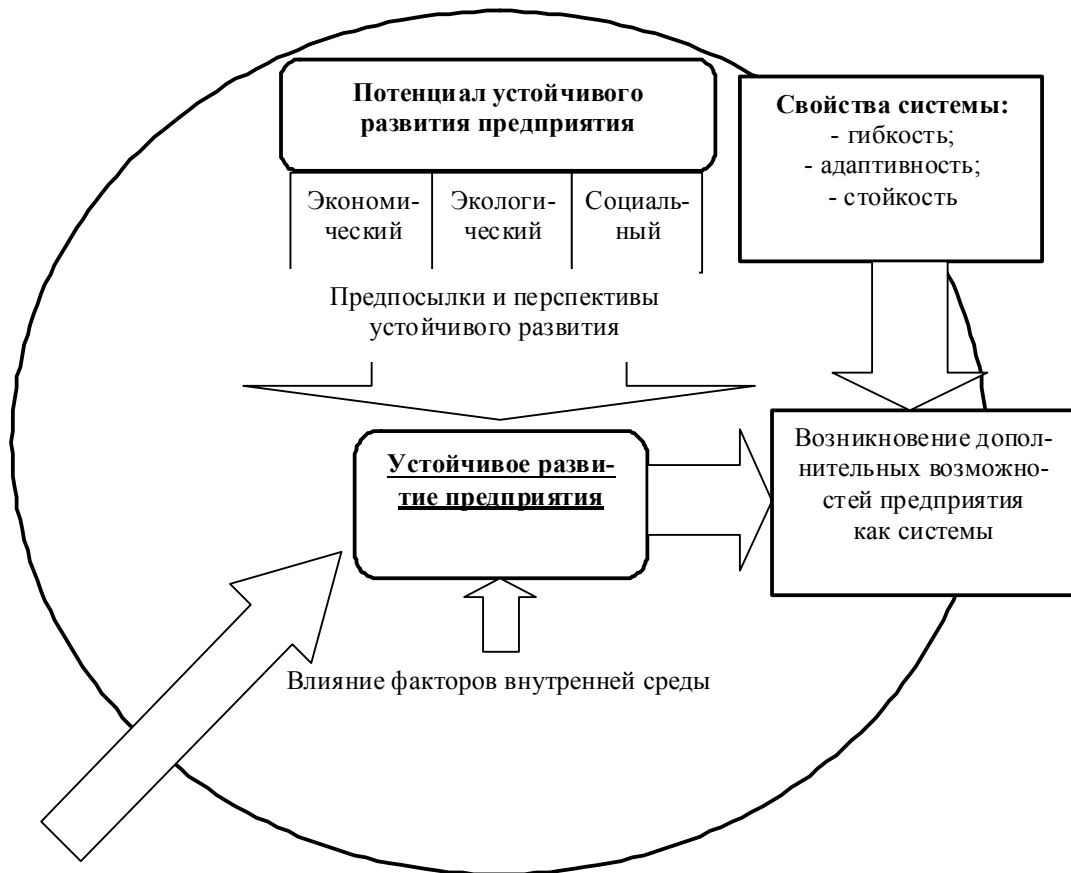 Потенциал устойчивого
развития предприятия
Свойства системы:
- гибкость;
- адаптивность;
- стойкость
Экономи-
ческий
Экологи-
ческий
Социаль-
ный
Предпосылки и перспективы
устойчивого развития
Устойчивое разви-
тие предприятия
Возникновение допол-
нительных возможно-
стей предприятия
как системы
Влияние факторов внутренней среды